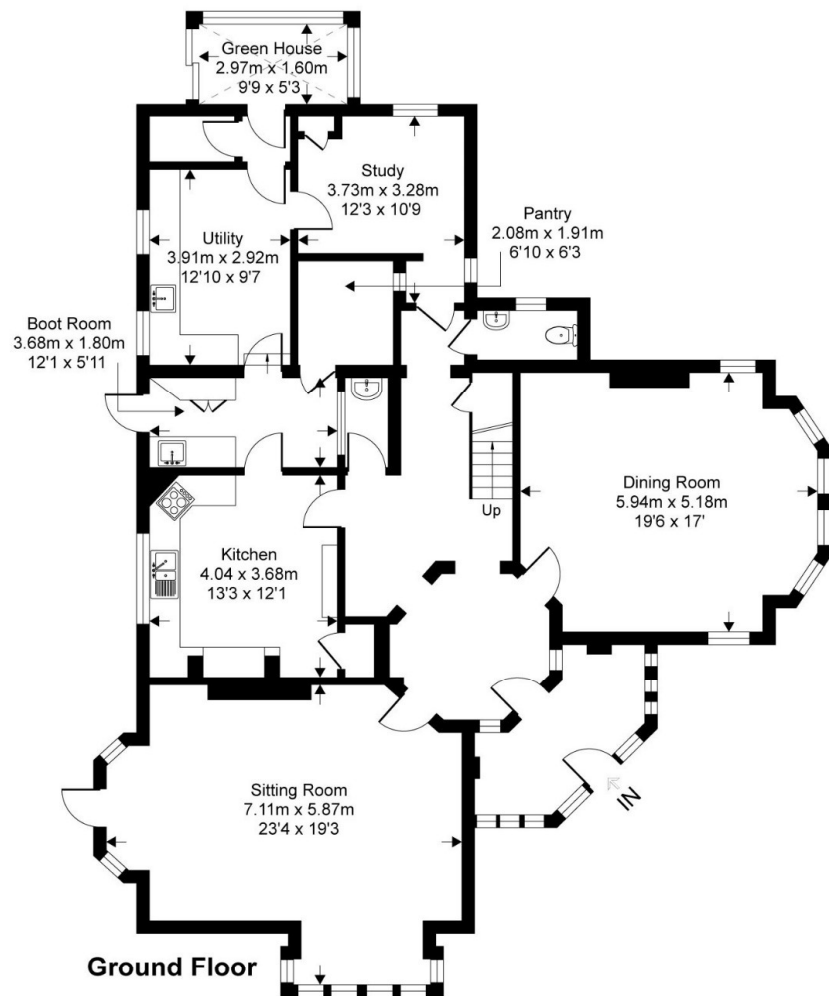 Green House
2.97m x 1.60m
9'9 x 5'3
Study
3.73m x 3.28m
12'3 x 10'9
Pantry
2.08m x 1.91m
6'10 x 6'3
Utility
3.91m x 2.92m
12'10 x 9'7
Boot Room
3.68m x 1.80m
12'1 x 5'11
Dining Room
5.94m x 5.18m
19'6 x 17'
Up
Kitchen
4.04 x 3.68m
13'3 x 12'1
Sitting Room
7.11m x 5.87m
23'4 x 19'3
IN
Ground Floor